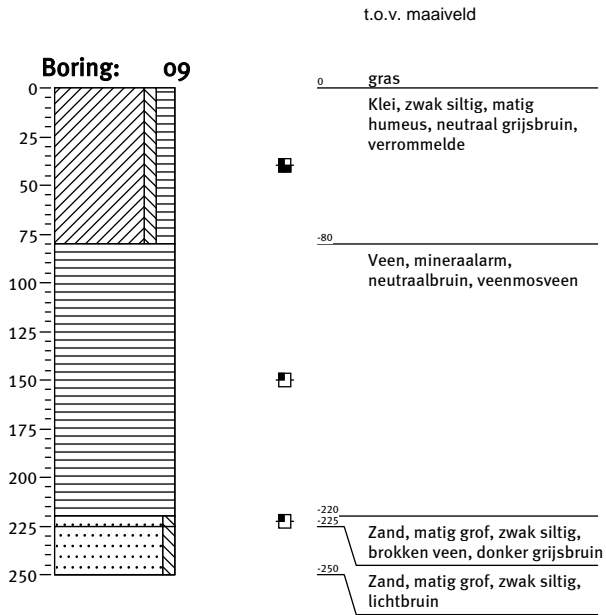 t.o.v. maaiveld
Boring: 09
0
25
50
75
100
125
150
175
200
225
250
0 gras
Klei, zwak siltig, matig
humeus, neutraal grijsbruin,
verrommelde
-80
Veen, mineraalarm,
neutraalbruin, veenmosveen
-220
-225
Zand, matig grof, zwak siltig,
brokken veen, donker grijsbruin
-250
Zand, matig grof, zwak siltig,
lichtbruin